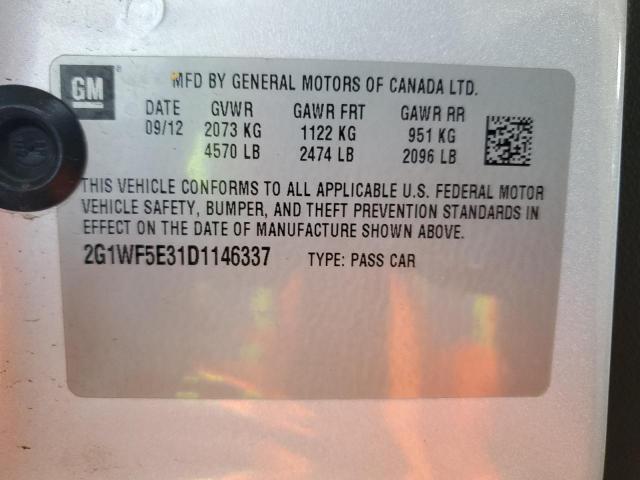 GM
MFD BY GENERAL MOTORS OF CANADA LTD.
DATE GVWR GAWR FRT GAWR RR
09/12 2073 KG 1122 KG 951 KG
4570 LB 2474 LB 2096 LB
THIS VEHICLE CONFORMS TO ALL APPLICABLE U.S. FEDERAL MOTOR
VEHICLE SAFETY, BUMPER, AND THEFT PREVENTION STANDARDS IN
EFFECT ON THE DATE OF MANUFACTURE SHOWN ABOVE.
2G1WF5E31D1146337 TYPE: PASS CAR